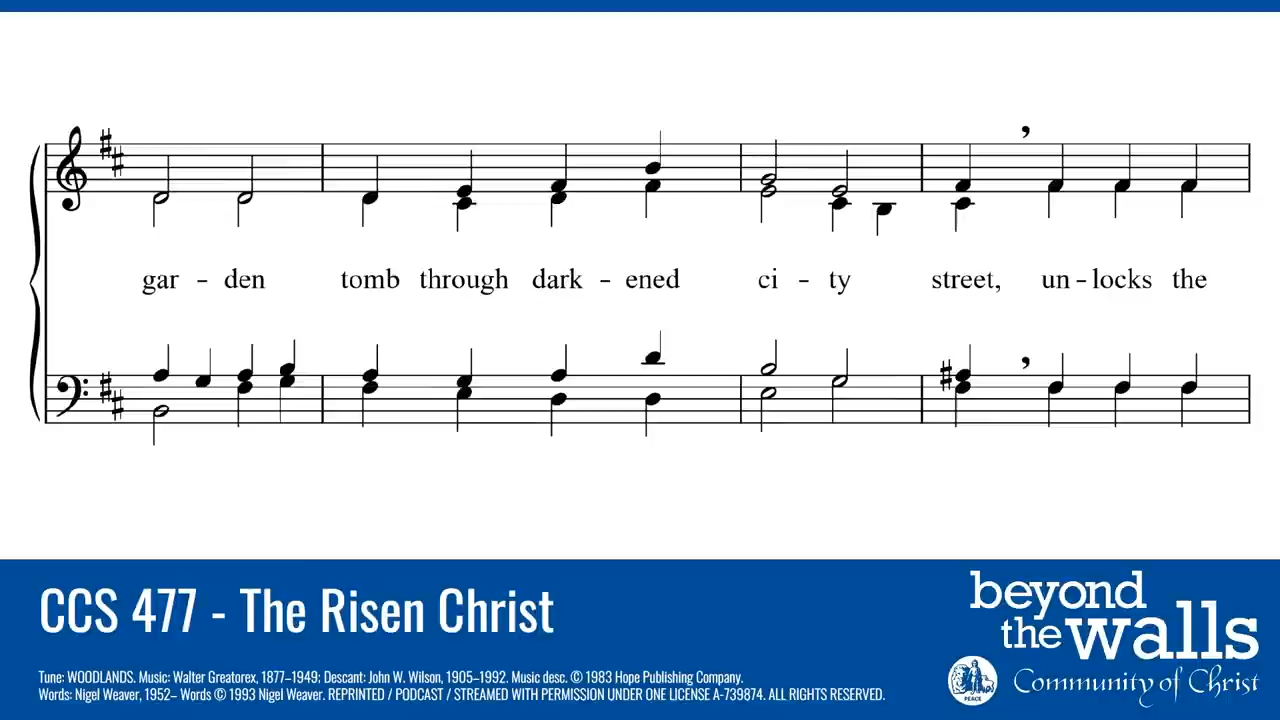 gar - den tomb through dark - ened ci - ty street, un - locks the
CCS 477 - The Risen Christ
beyond
the walls
Tune: WOODLANDS. Music: Walter Greatorex, 1877–1949; Descant: John W. Wilson, 1905–1992. Music desc. © 1983 Hope Publishing Company.
Words: Nigel Weaver, 1952– Words © 1993 Nigel Weaver. REPRINTED / PODCAST / STREAMED WITH PERMISSION UNDER ONE LICENSE A-739874. ALL RIGHTS RESERVED.
PEACE
Community of Christ